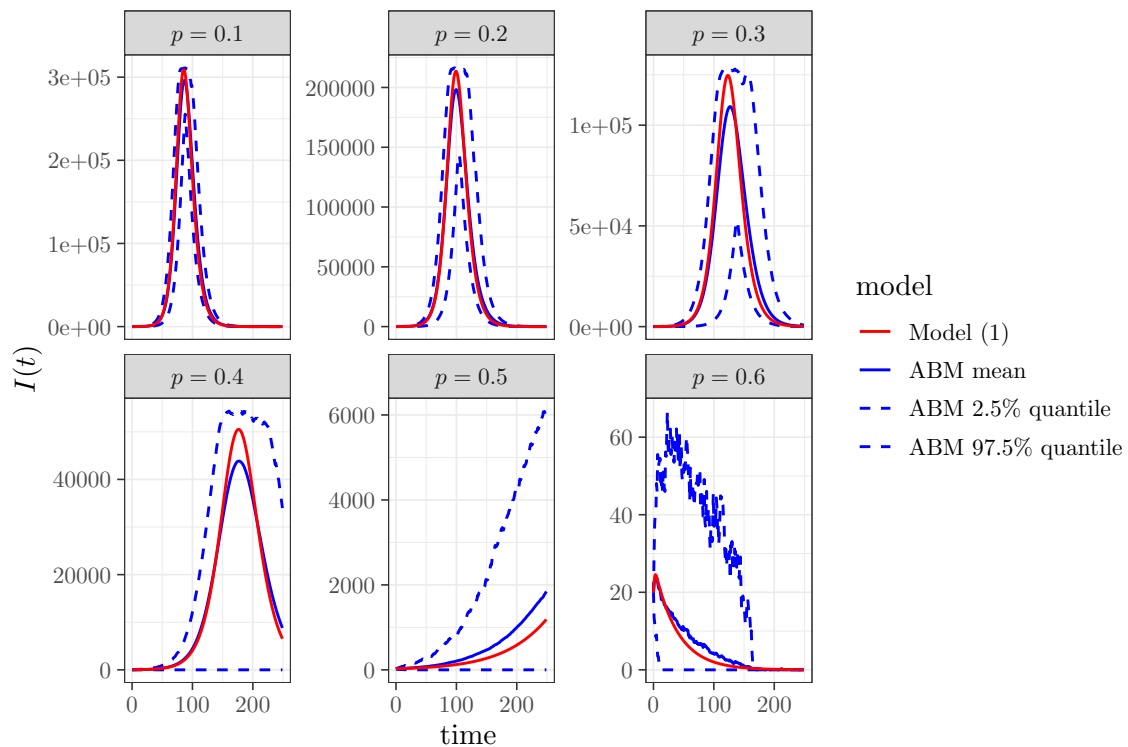 p = 0.1
p = 0.2
p = 0.3
3e+05
2e+05
1e+05
0e+00
200000
150000
100000
50000
0
1e+05
5e+04
0e+00
I(t)
p = 0.4
p = 0.5
p = 0.6
40000
20000
0
6000
4000
2000
0
60
40
20
0
0 100 200
0 100 200
0 100 200
time
model
Model (1)
ABM mean
ABM 2.5% quantile
ABM 97.5% quantile